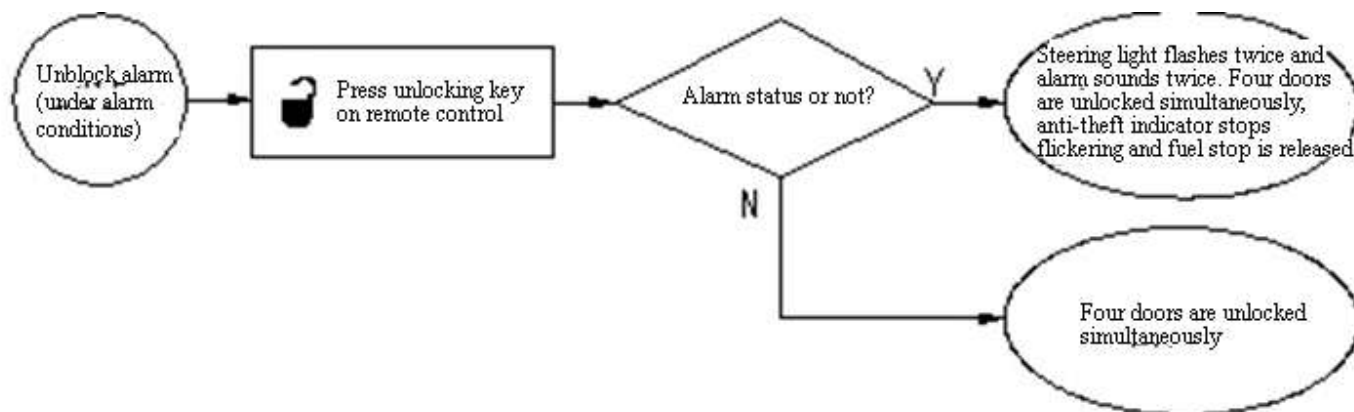 Unblock alarm
(under alarm
conditions)
Press unlocking key
on remote control
Alarm status or not?
Y
Steering light flashes twice and
alarm sounds twice. Four doors
are unlocked simultaneously,
anti-theft indicator stops
flickering and fuel stop is released
N
Four doors are unlocked
simultaneously